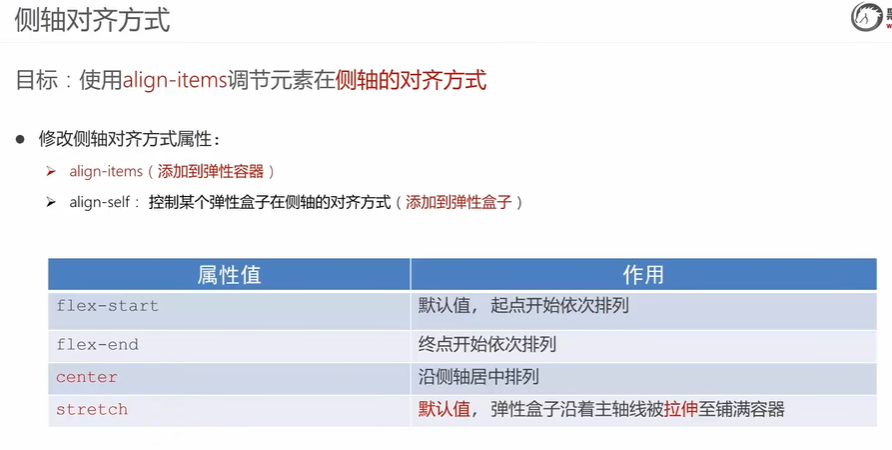 侧轴对齐方式
目标：使用align-items调节元素在侧轴的对齐方式
● 修改侧轴对齐方式属性：
➢ align-items（添加到弹性容器）
➢ align-self： 控制某个弹性盒子在侧轴的对齐方式（添加到弹性盒子）
属性值 作用
flex-start 默认值, 起点开始依次排列
flex-end 终点开始依次排列
center 沿侧轴居中排列
stretch 默认值, 弹性盒子沿着主轴线被拉伸至铺满容器